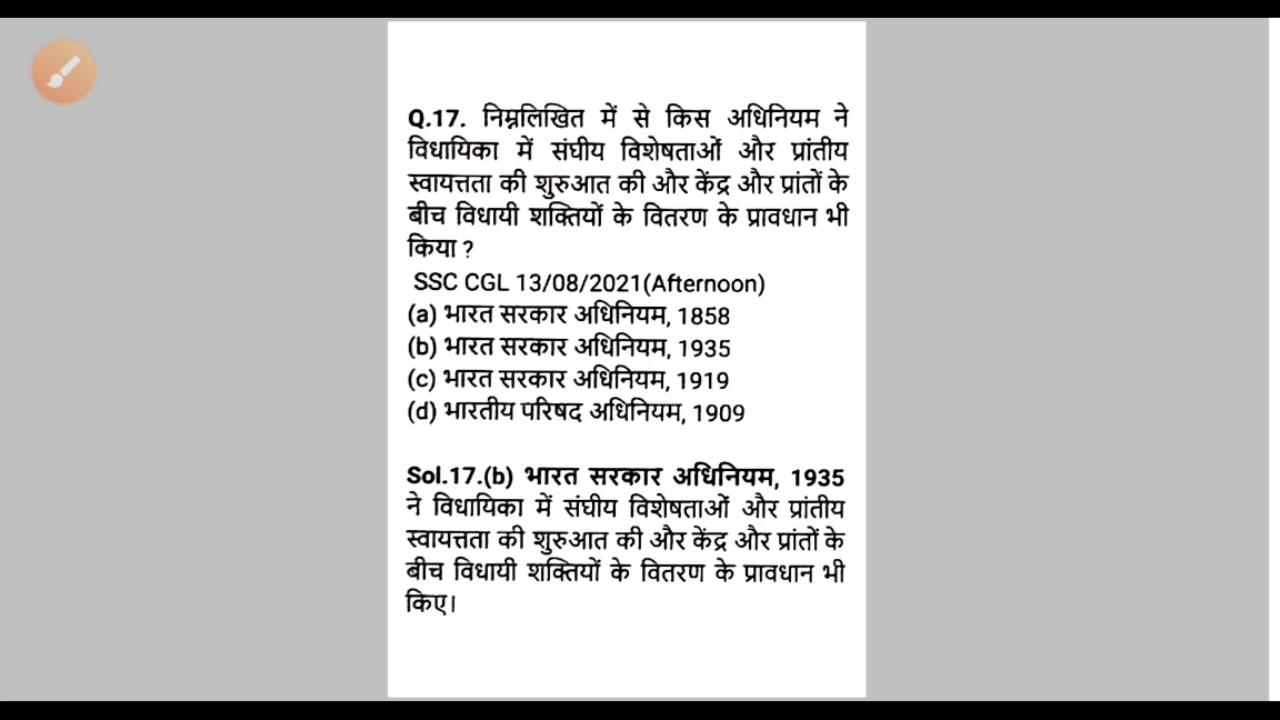 Q.17. निम्नलिखित में से किस अधिनियम ने
विधायिका में संघीय विशेषताओं और प्रांतीय
स्वायत्तता की शुरुआत की और केंद्र और प्रांतों के
बीच विधायी शक्तियों के वितरण के प्रावधान भी
किया ?
SSC CGL 13/08/2021(Afternoon)
(a) भारत सरकार अधिनियम, 1858
(b) भारत सरकार अधिनियम, 1935
(c) भारत सरकार अधिनियम, 1919
(d) भारतीय परिषद अधिनियम, 1909
Sol.17.(b) भारत सरकार अधिनियम, 1935
ने विधायिका में संघीय विशेषताओं और प्रांतीय
स्वायत्तता की शुरुआत की और केंद्र और प्रांतों के
बीच विधायी शक्तियों के वितरण के प्रावधान भी
किए।